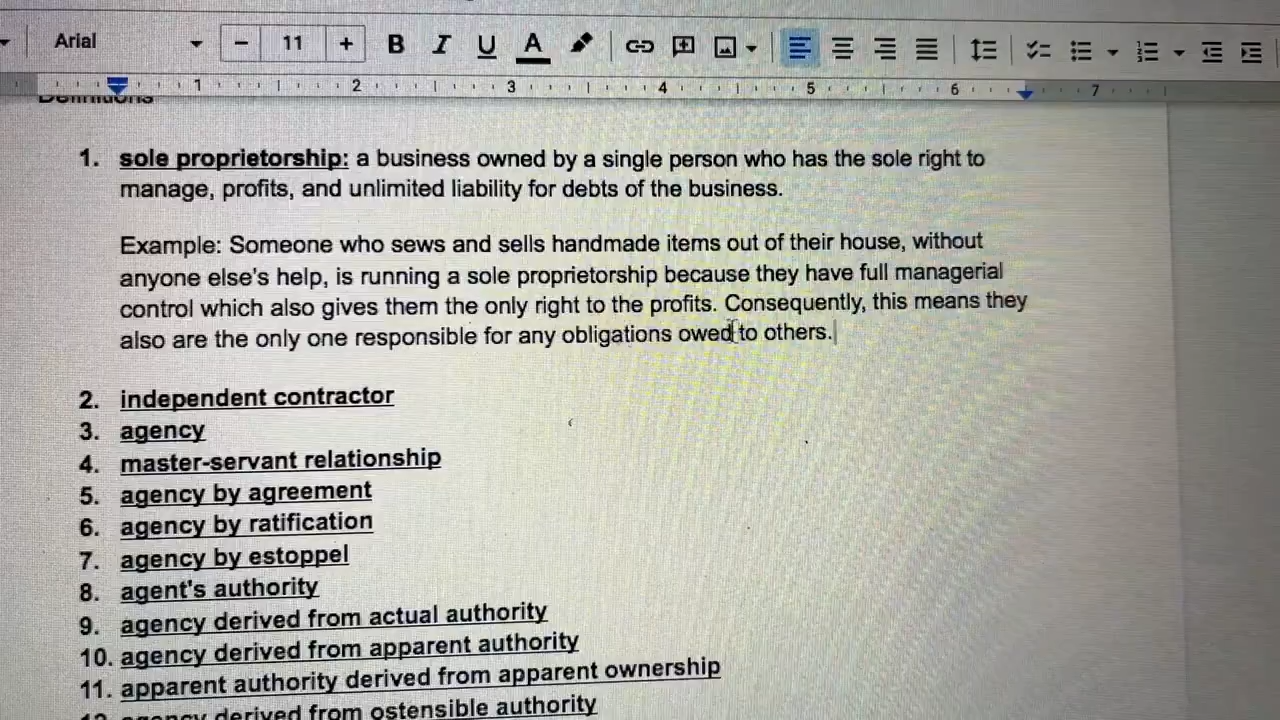 Arial
11
1 2 3 4 5 6 7
Definitions
1. sole proprietorship: a business owned by a single person who has the sole right to
manage, profits, and unlimited liability for debts of the business.
Example: Someone who sews and sells handmade items out of their house, without
anyone else's help, is running a sole proprietorship because they have full managerial
control which also gives them the only right to the profits. Consequently, this means they
also are the only one responsible for any obligations owed to others.
2. independent contractor
3. agency
4. master-servant relationship
5. agency by agreement
6. agency by ratification
7. agency by estoppel
8. agent's authority
9. agency derived from actual authority
10. agency derived from apparent authority
11. apparent authority derived from apparent ownership
12. agency derived from ostensible authority